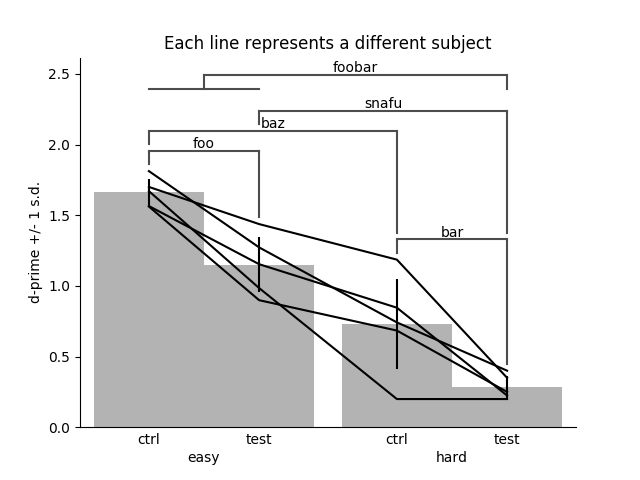 Each line represents a different subject
foobar
snafu
baz
foo
bar
d-prime +/- 1 s.d.
2.5
2.0
1.5
1.0
0.5
0.0
ctrl test ctrl test
easy hard